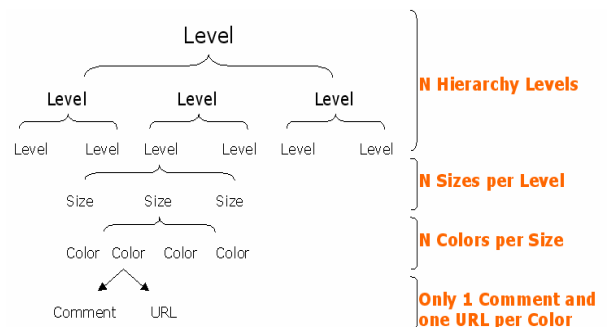 Level
Level Level Level
Level Level Level Level Level Level
Size Size Size
Color Color Color Color
Comment URL
N Hierarchy Levels
N Sizes per Level
N Colors per Size
Only 1 Comment and
one URL per Color